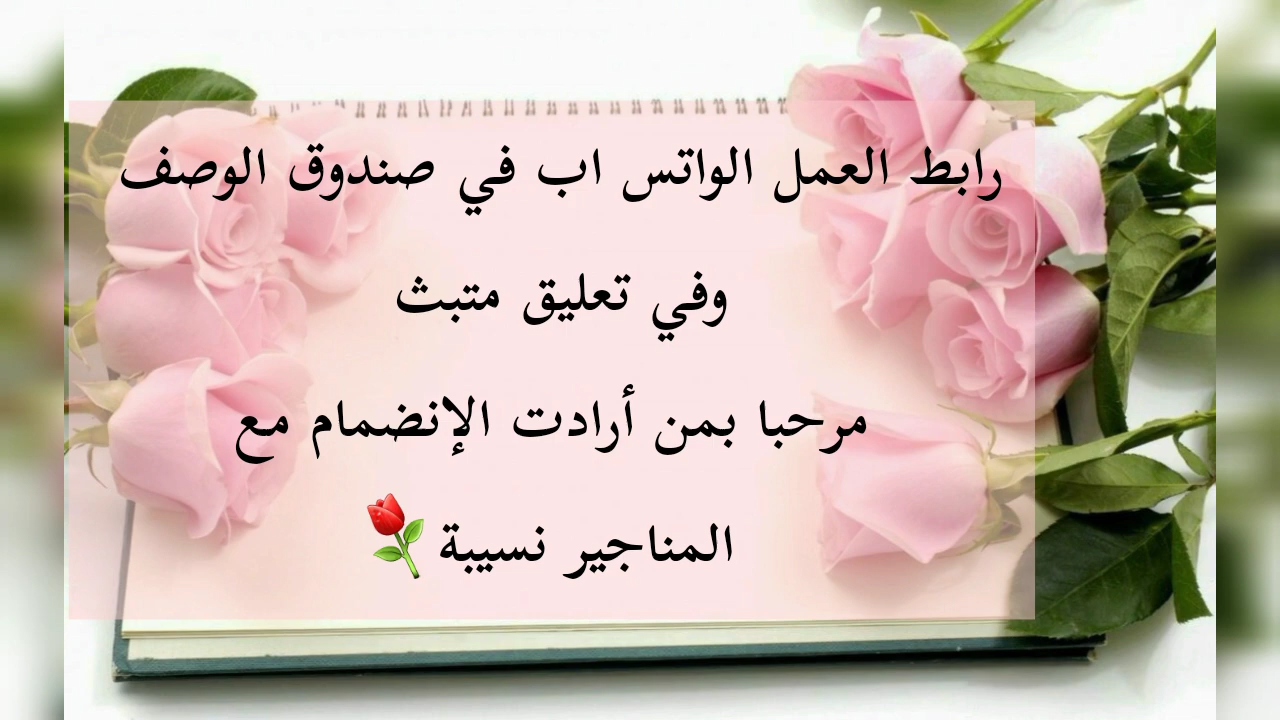 رابط العمل الواتس اب في صندوق الوصف
وفي تعليق متبث
مرحبا بمن أرادت الإنضمام مع
المناجير نسيبة🌹